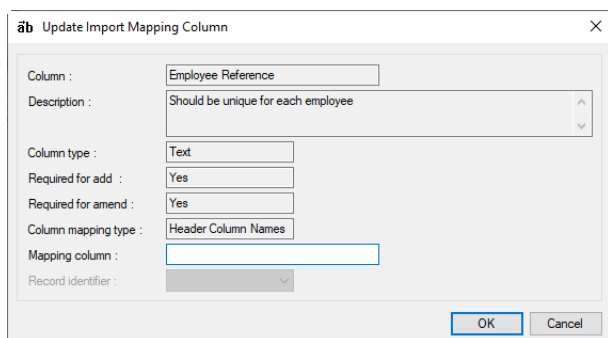 ab Update Import Mapping Column
Column : Employee Reference
Description : Should be unique for each employee
Column type : Text
Required for add : Yes
Required for amend : Yes
Column mapping type : Header Column Names
Mapping column :
Record identifier :
OK Cancel